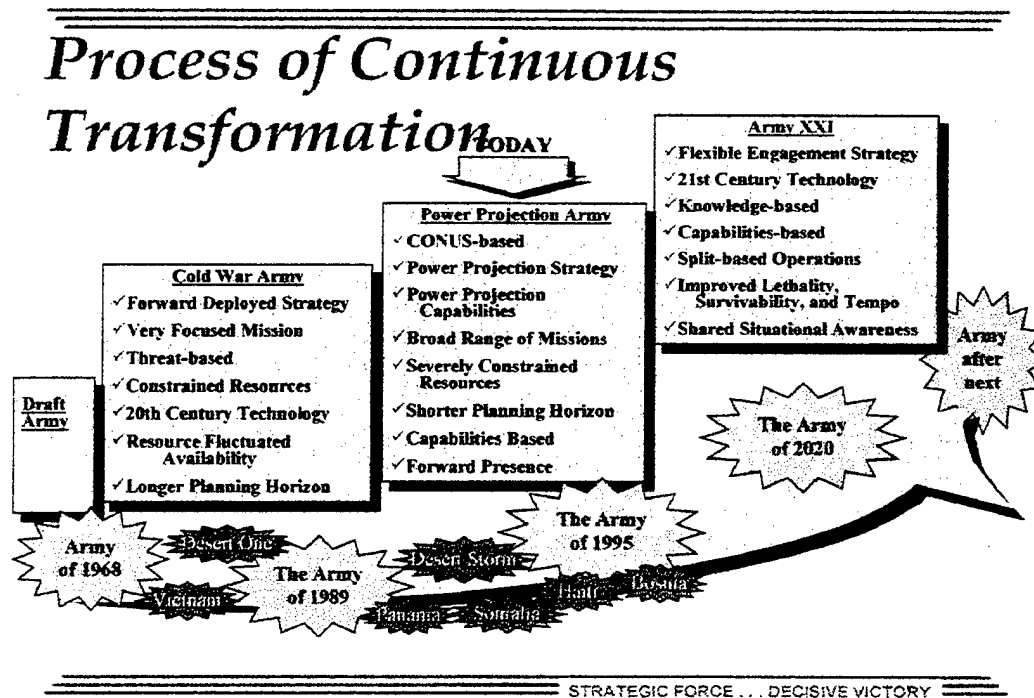 Process of Continuous
Transformation
TODAY
Army XXI
✓ Flexible Engagement Strategy
✓ 21st Century Technology
✓ Knowledge-based
✓ Capabilities-based
✓ Split-based Operations
✓ Improved Lethality,
Survivability, and Tempo
✓ Shared Situational Awareness
Power Projection Army
✓ CONUS-based
✓ Power Projection Strategy
✓ Power Projection
Capabilities
✓ Broad Range of Missions
✓ Severely Constrained
Resources
✓ Shorter Planning Horizon
✓ Capabilities Based
✓ Forward Presence
Cold War Army
✓ Forward Deployed Strategy
✓ Very Focused Mission
✓ Threat-based
✓ Constrained Resources
✓ 20th Century Technology
✓ Resource Fluctuated
Availability
✓ Longer Planning Horizon
Draft
Army
Army
after
next
The Army
of 2020
The Army
of 1995
Army
of 1968
Desert One
The Army
of 1989
Desert Storm
Vietnam
Panama
Somalia
Haiti
Bosnia
STRATEGIC FORCE . . . DECISIVE VICTORY